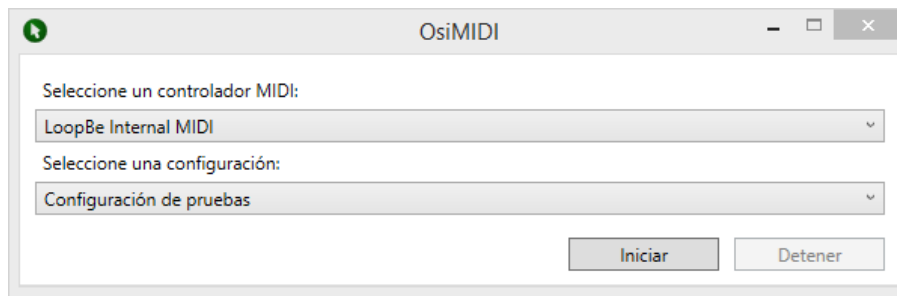 OsiMIDI
Seleccione un controlador MIDI:
LoopBe Internal MIDI
Seleccione una configuración:
Configuración de pruebas
Iniciar Detener